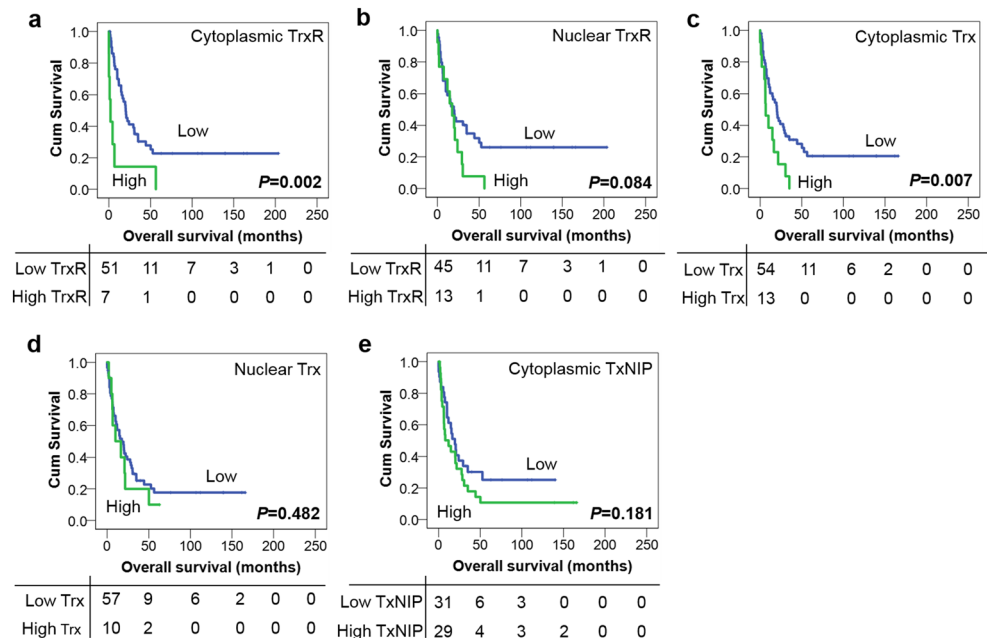 a
Cytoplasmic TrxR
Cum Survival
1.0
0.8
0.6
0.4
0.2
0.0
Low
High
P=0.002
0 50 100 150 200 250
Overall survival (months)
Low TrxR 51 11 7 3 1 0
High TrxR 7 1 0 0 0 0
b
Nuclear TrxR
Cum Survival
1.0
0.8
0.6
0.4
0.2
0.0
Low
High
P=0.084
0 50 100 150 200 250
Overall survival (months)
Low TrxR 45 11 7 3 1 0
High TrxR 13 1 0 0 0 0
c
Cytoplasmic Trx
Cum Survival
1.0
0.8
0.6
0.4
0.2
0.0
Low
High
P=0.007
0 50 100 150 200 250
Overall survival (months)
Low Trx 54 11 6 2 0 0
High Trx 13 0 0 0 0 0
d
Nuclear Trx
Cum Survival
1.0
0.8
0.6
0.4
0.2
0.0
Low
High
P=0.482
0 50 100 150 200 250
Overall survival (months)
Low Trx 57 9 6 2 0 0
High Trx 10 2 0 0 0 0
e
Cytoplasmic TxNIP
Cum Survival
1.0
0.8
0.6
0.4
0.2
0.0
Low
High
P=0.181
0 50 100 150 200 250
Overall survival (months)
Low TxNIP 31 6 3 0 0 0
High TxNIP 29 4 3 2 0 0